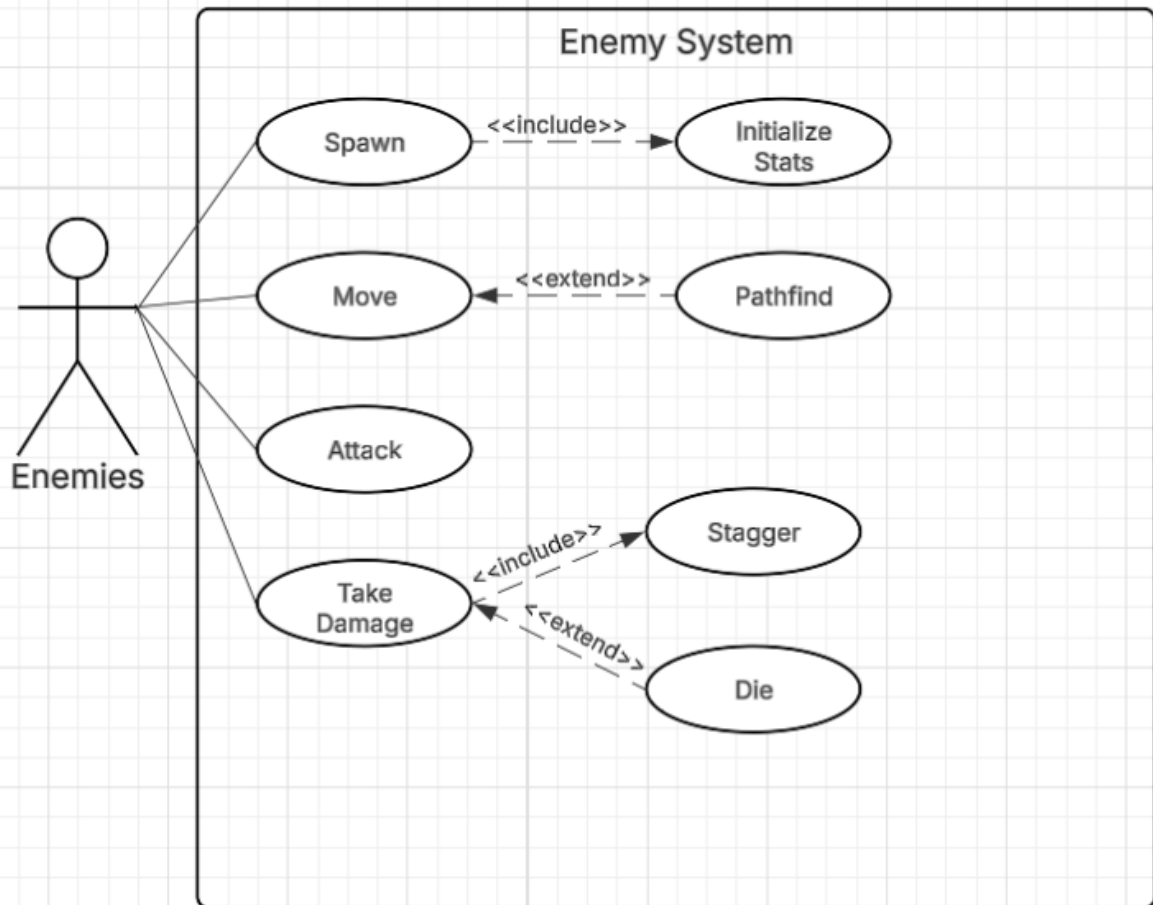 Enemy System
Spawn
<<include>>
Initialize
Stats
Move
<<extend>>
Pathfind
Enemies
Attack
Take
Damage
<<include>>
Stagger
<<extend>>
Die